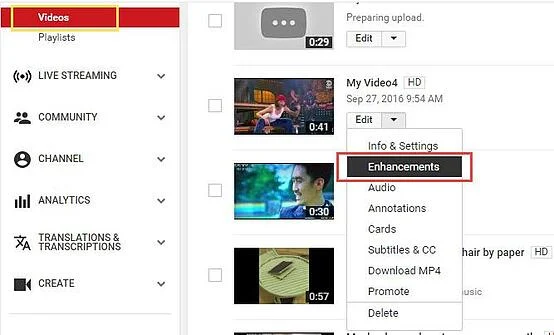 Videos
Playlists
LIVE STREAMING
COMMUNITY
CHANNEL
ANALYTICS
TRANSLATIONS &
TRANSCRIPTIONS
CREATE
Preparing upload.
0:29
Edit
My Video4 HD
Sep 27, 2016 9:54 AM
0:41
Edit
Info & Settings
Enhancements
Audio
Annotations
Cards
Subtitles & CC
Download MP4
Promote
Delete
0:30
hair by paper HD
music
0:57